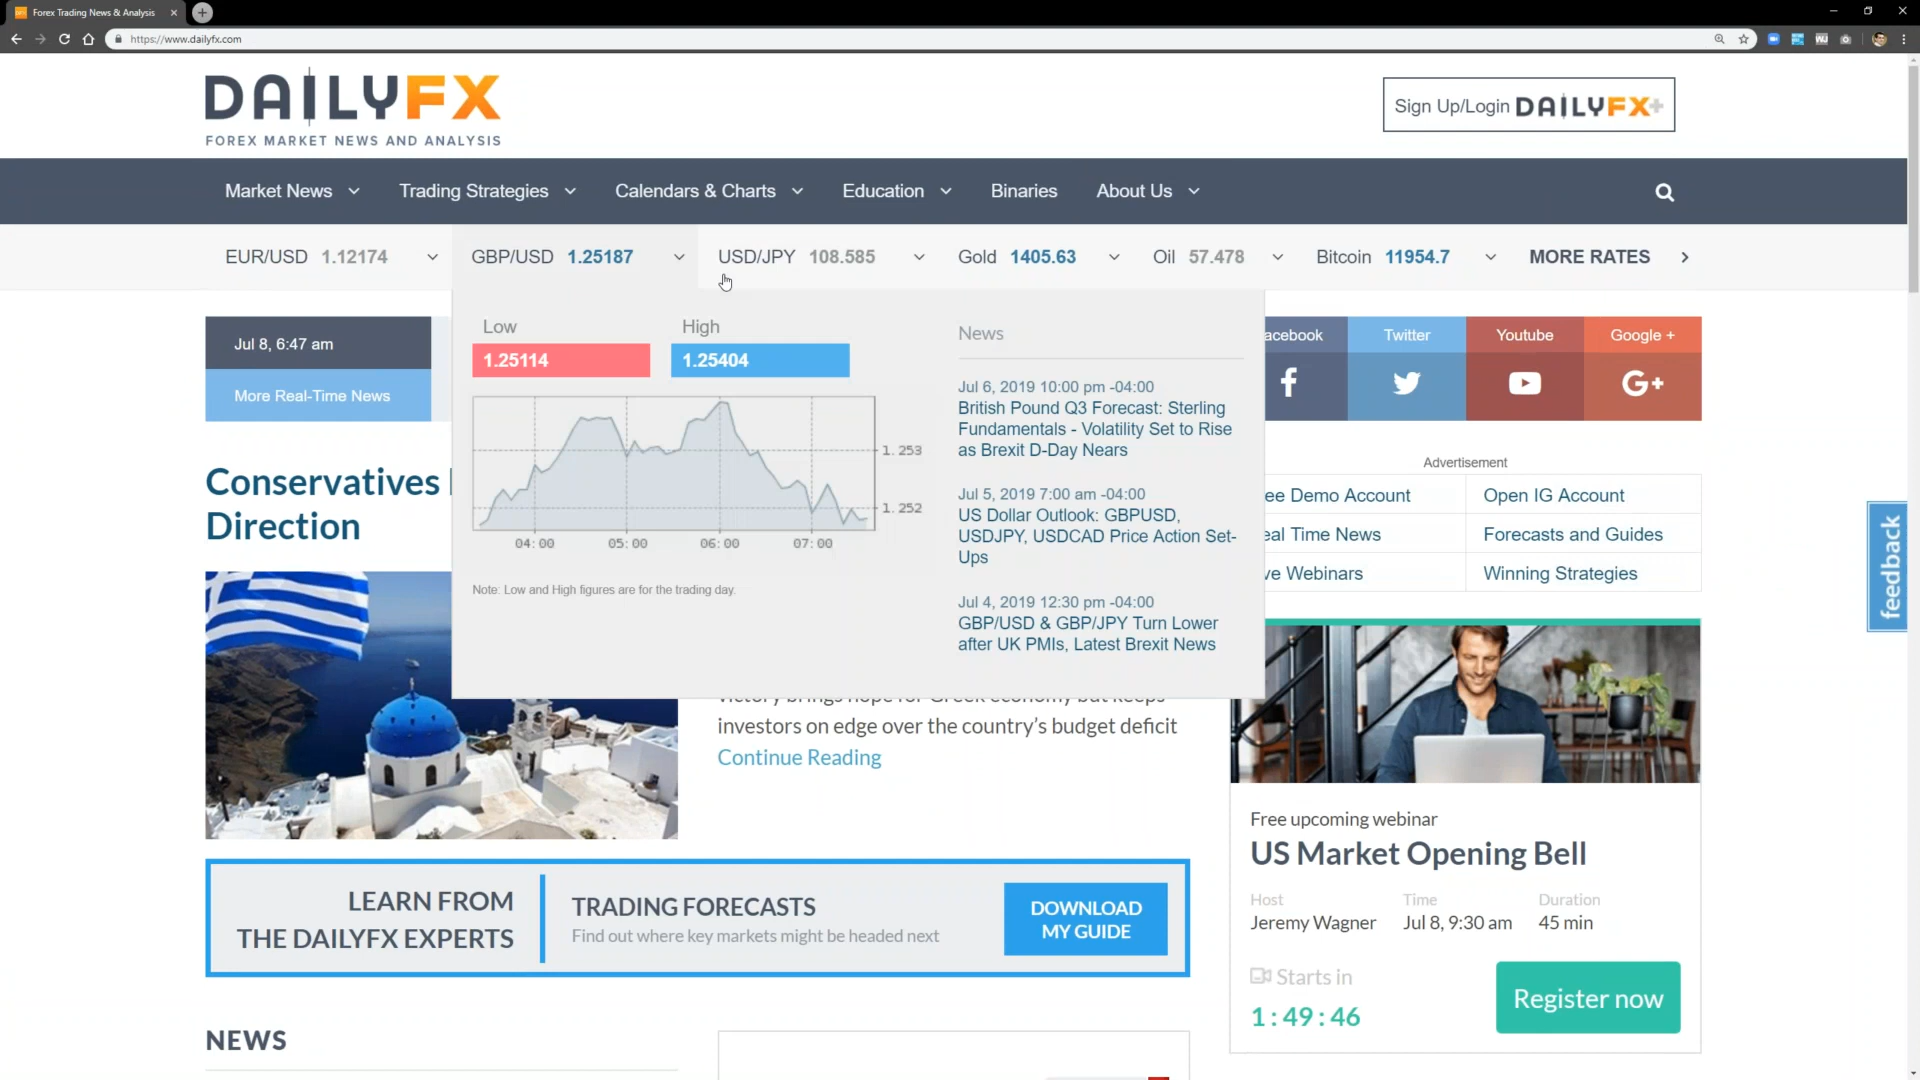 Forex Trading News & Analysis
https://www.dailyfx.com
DAILYFX
FOREX MARKET NEWS AND ANALYSIS
Sign Up/Login DAILYFX+
Market News
Trading Strategies
Calendars & Charts
Education
Binaries
About Us
EUR/USD 1.12174
GBP/USD 1.25187
USD/JPY 108.585
Gold 1405.63
Oil 57.478
Bitcoin 11954.7
MORE RATES
Jul 8, 6:47 am
More Real-Time News
Conservatives
Direction
Low
High
1.25114
1.25404
1.253
1.252
04:00 05:00 06:00 07:00
Note: Low and High figures are for the trading day.
News
Jul 6, 2019 10:00 pm -04:00
British Pound Q3 Forecast: Sterling
Fundamentals - Volatility Set to Rise
as Brexit D-Day Nears
Jul 5, 2019 7:00 am -04:00
US Dollar Outlook: GBPUSD,
USDJPY, USDCAD Price Action Set-
Ups
Jul 4, 2019 12:30 pm -04:00
GBP/USD & GBP/JPY Turn Lower
after UK PMIs, Latest Brexit News
victory brings hope for Greek economy but keeps
investors on edge over the country's budget deficit
Continue Reading
acebook
Twitter
Youtube
Google +
Advertisement
ee Demo Account
Open IG Account
eal Time News
Forecasts and Guides
ve Webinars
Winning Strategies
feedback
Free upcoming webinar
US Market Opening Bell
Host
Time
Duration
Jeremy Wagner
Jul 8, 9:30 am
45 min
Starts in
1 : 49 : 46
Register now
LEARN FROM
THE DAILYFX EXPERTS
TRADING FORECASTS
Find out where key markets might be headed next
DOWNLOAD
MY GUIDE
NEWS